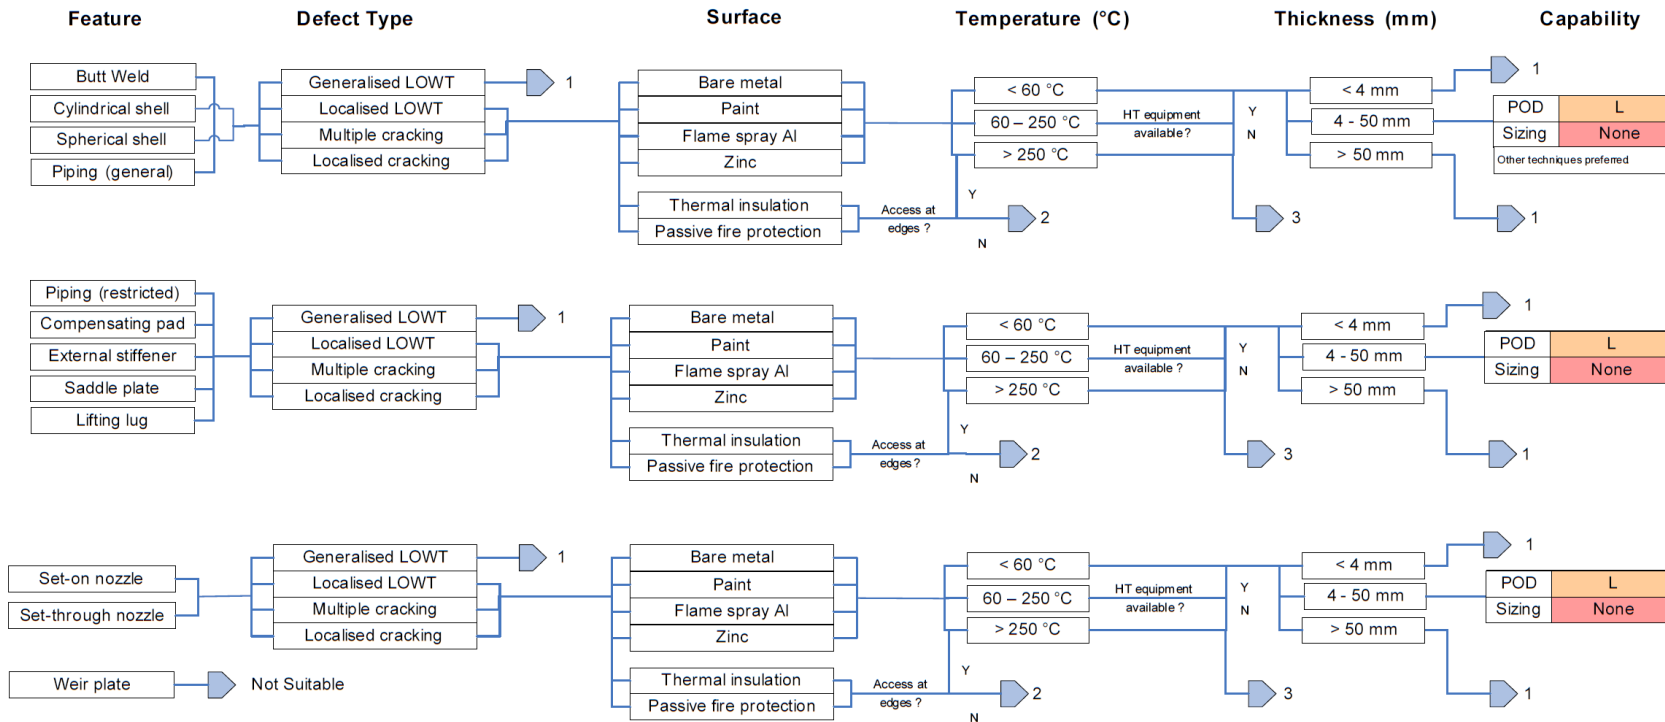 Feature Defect Type Surface Temperature (°C) Thickness (mm) Capability
Butt Weld
Cylindrical shell
Spherical shell
Piping (general)
Generalised LOWT
Localised LOWT
Multiple cracking
Localised cracking
1
Bare metal
Paint
Flame spray Al
Zinc
Thermal insulation
Passive fire protection
Access at
edges ?
Y
N
2
< 60 °C
60 – 250 °C
> 250 °C
HT equipment
available ?
Y
N
3
< 4 mm
4 - 50 mm
> 50 mm
1
1
POD L
Sizing None
Other techniques preferred
Piping (restricted)
Compensating pad
External stiffener
Saddle plate
Lifting lug
Generalised LOWT
Localised LOWT
Multiple cracking
Localised cracking
1
Bare metal
Paint
Flame spray Al
Zinc
Thermal insulation
Passive fire protection
Access at
edges ?
Y
N
2
< 60 °C
60 – 250 °C
> 250 °C
HT equipment
available ?
Y
N
3
< 4 mm
4 - 50 mm
> 50 mm
1
1
POD L
Sizing None
Set-on nozzle
Set-through nozzle
Generalised LOWT
Localised LOWT
Multiple cracking
Localised cracking
1
Bare metal
Paint
Flame spray Al
Zinc
Thermal insulation
Passive fire protection
Access at
edges ?
Y
N
2
< 60 °C
60 – 250 °C
> 250 °C
HT equipment
available ?
Y
N
3
< 4 mm
4 - 50 mm
> 50 mm
1
1
POD L
Sizing None
Weir plate
Not Suitable